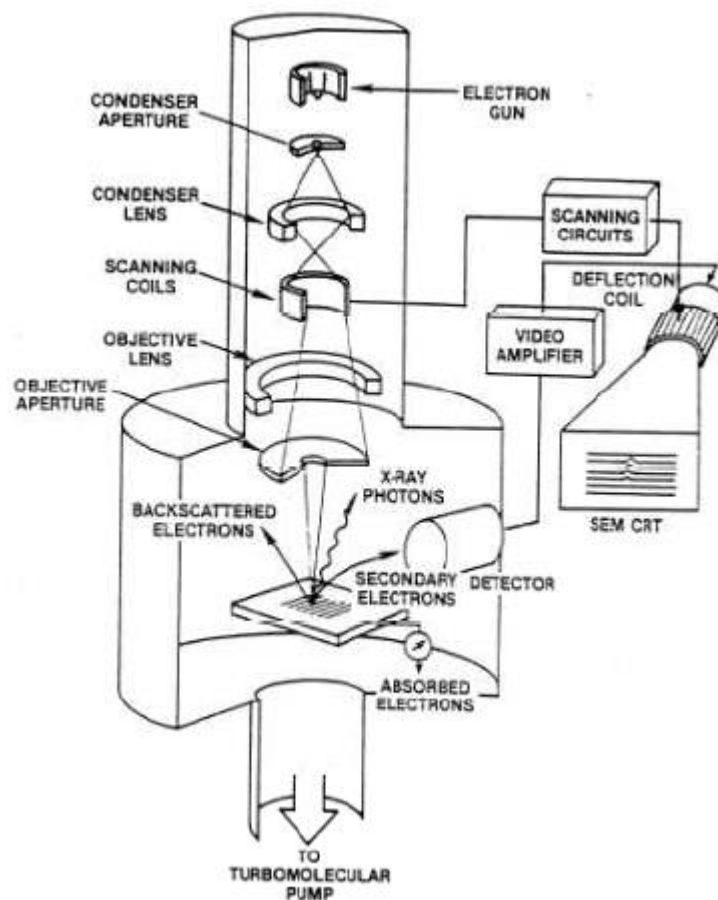 ELECTRON
GUN
CONDENSER
APERTURE
CONDENSER
LENS
SCANNING
COILS
OBJECTIVE
LENS
OBJECTIVE
APERTURE
SCANNING
CIRCUITS
DEFLECTION
COIL
VIDEO
AMPLIFIER
SEM CRT
X-RAY
PHOTONS
BACKSCATTERED
ELECTRONS
SECONDARY
ELECTRONS
DETECTOR
ABSORBED
ELECTRONS
TO
TURBOMOLECULAR
PUMP